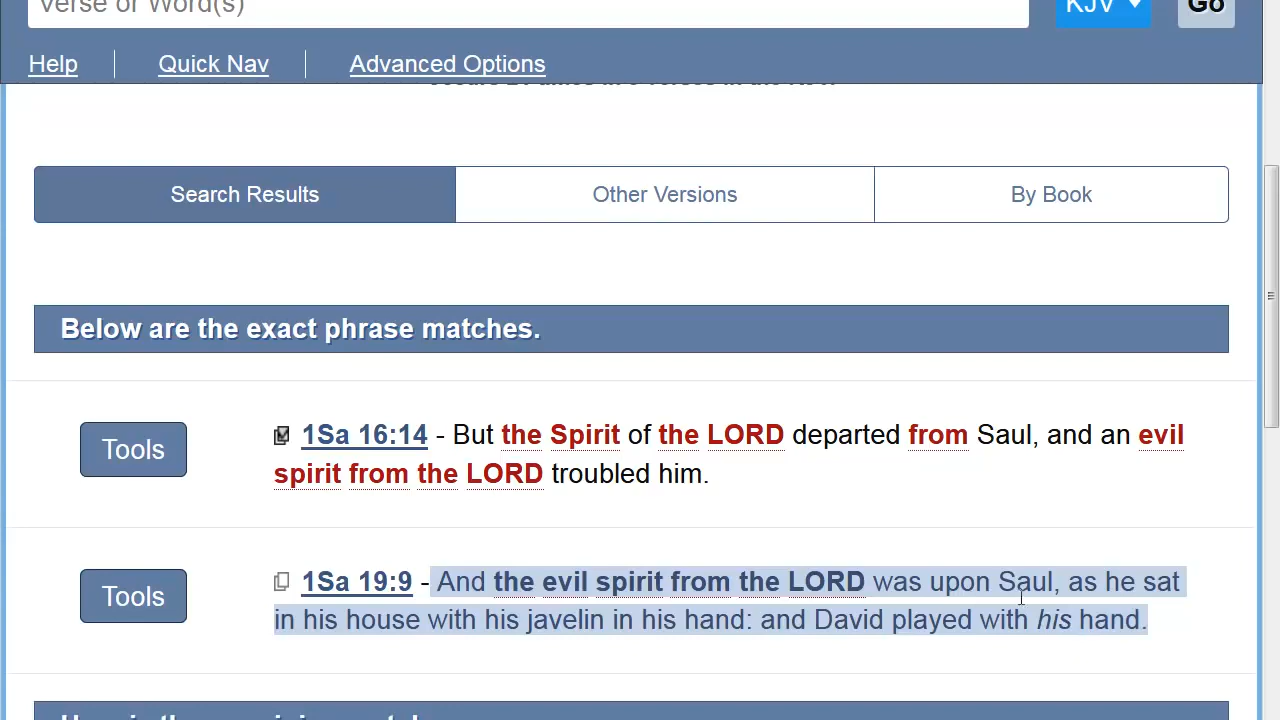 Verse or Word(s)
KJV
Go
Help
Quick Nav
Advanced Options
Search Results
Other Versions
By Book
Below are the exact phrase matches.
Tools
1Sa 16:14 - But the Spirit of the LORD departed from Saul, and an evil
spirit from the LORD troubled him.
Tools
1Sa 19:9 - And the evil spirit from the LORD was upon Saul, as he sat
in his house with his javelin in his hand: and David played with his hand.